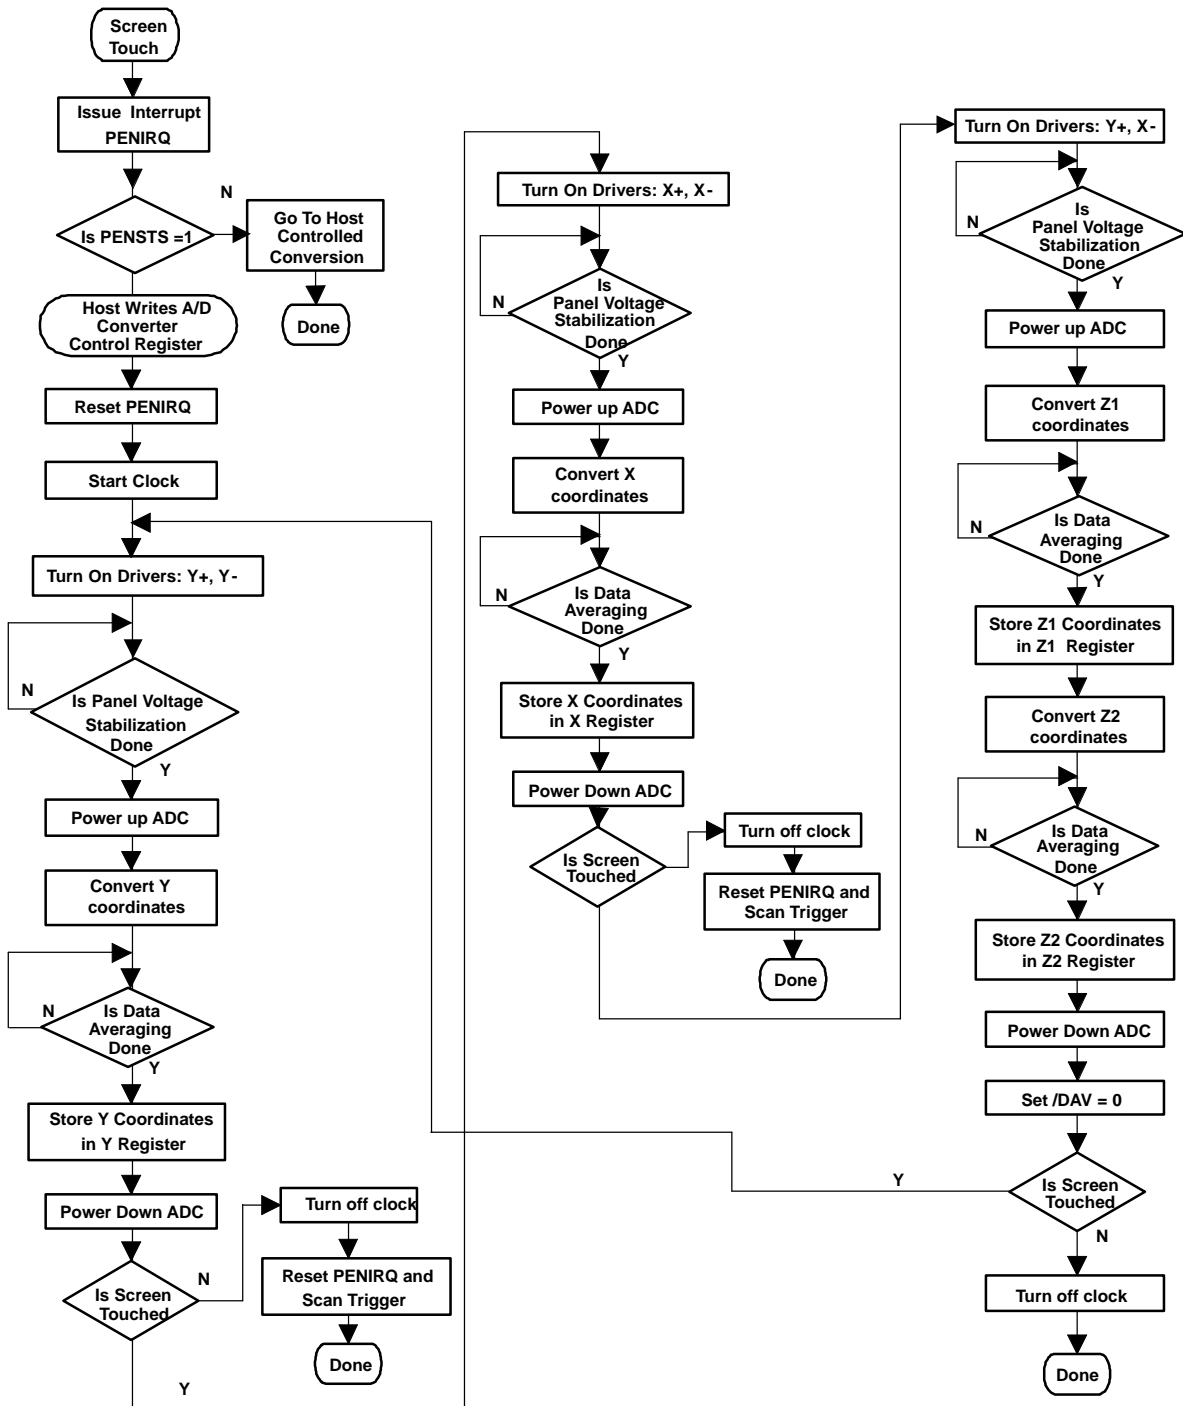 Screen
Touch
Issue Interrupt
PENIRQ
N
Is PENSTS =1
Go To Host
Controlled
Conversion
Done
Host Writes A/D
Converter
Control Register
Reset PENIRQ
Start Clock
Turn On Drivers: Y+, Y-
N
Is Panel Voltage
Stabilization
Done
Y
Power up ADC
Convert Y
coordinates
N
Is Data
Averaging
Done
Y
Store Y Coordinates
in Y Register
Power Down ADC
Is Screen
Touched
N
Turn off clock
Reset PENIRQ and
Scan Trigger
Done
Y
Turn On Drivers: X+, X-
N
Is
Panel Voltage
Stabilization
Done
Y
Power up ADC
Convert X
coordinates
N
Is Data
Averaging
Done
Y
Store X Coordinates
in X Register
Power Down ADC
Is Screen
Touched
Turn off clock
Reset PENIRQ and
Scan Trigger
Done
Turn On Drivers: Y+, X-
N
Is
Panel Voltage
Stabilization
Done
Y
Power up ADC
Convert Z1
coordinates
N
Is Data
Averaging
Done
Y
Store Z1 Coordinates
in Z1 Register
Convert Z2
coordinates
N
Is Data
Averaging
Done
Y
Store Z2 Coordinates
in Z2 Register
Power Down ADC
Set /DAV = 0
Y
Is Screen
Touched
N
Turn off clock
Done